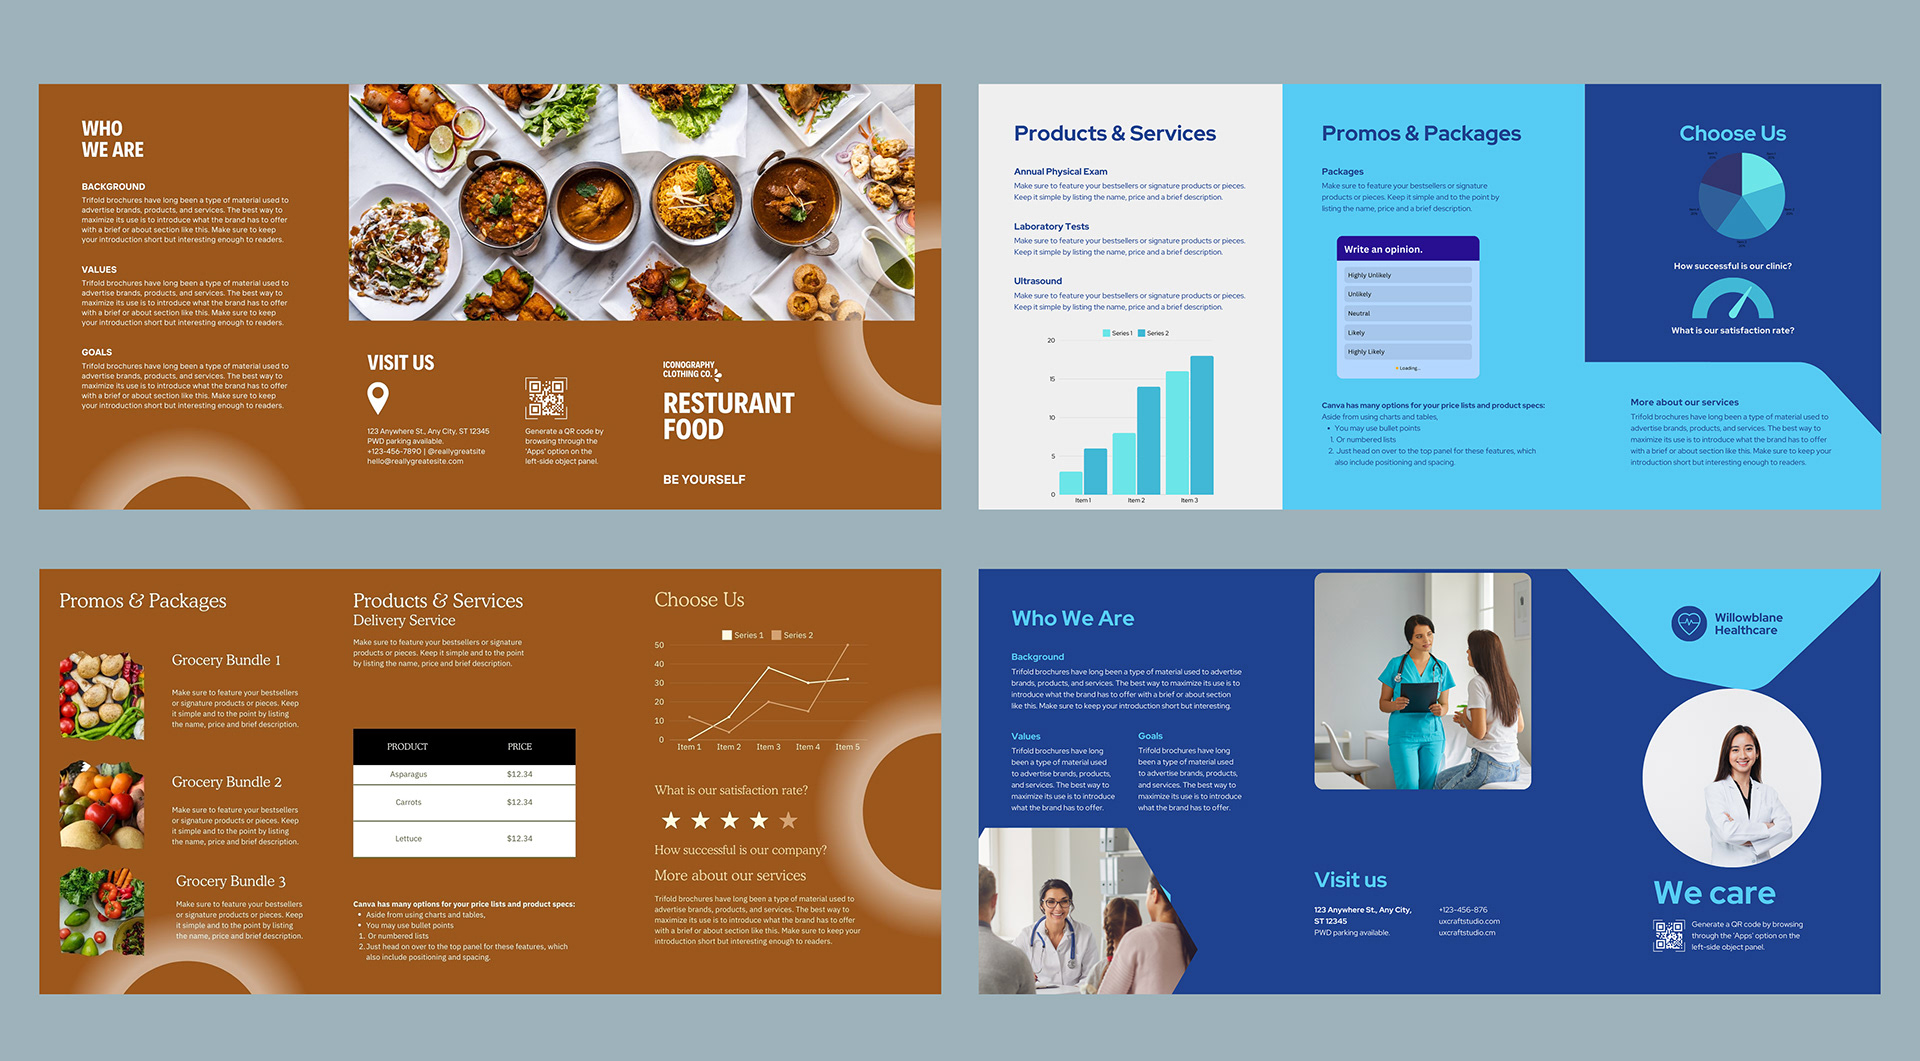 WHO
WE ARE
BACKGROUND
Trifold brochures have long been a type of material used to
advertise brands, products, and services. The best way to
maximize its use is to introduce what the brand has to offer
with a brief or about section like this. Make sure to keep
your introduction short but interesting enough to readers.
VALUES
Trifold brochures have long been a type of material used to
advertise brands, products, and services. The best way to
maximize its use is to introduce what the brand has to offer
with a brief or about section like this. Make sure to keep
your introduction short but interesting enough to readers.
GOALS
Trifold brochures have long been a type of material used to
advertise brands, products, and services. The best way to
maximize its use is to introduce what the brand has to offer
with a brief or about section like this. Make sure to keep
your introduction short but interesting enough to readers.
VISIT US
123 Anywhere St., Any City, ST 12345
PWD parking available.
+123-456-7890 | @reallygreatsite
hello@reallygreatesite.com
Generate a QR code by
browsing through the
'Apps' option on the
left-side object panel.
ICONOGRAPHY
CLOTHING CO.
RESTURANT
FOOD
BE YOURSELF
Products & Services
Annual Physical Exam
Make sure to feature your bestsellers or signature products or pieces.
Keep it simple by listing the name, price and a brief description.
Laboratory Tests
Make sure to feature your bestsellers or signature products or pieces.
Keep it simple by listing the name, price and a brief description.
Ultrasound
Make sure to feature your bestsellers or signature products or pieces.
Keep it simple by listing the name, price and a brief description.
Series 1 Series 2
20
15
10
5
0
Item 1 Item 2 Item 3
Promos & Packages
Packages
Make sure to feature your bestsellers or signature
products or pieces. Keep it simple and to the point by
listing the name, price and a brief description.
Write an opinion.
Highly Unlikely
Unlikely
Neutral
Likely
Highly Likely
Loading...
Canva has many options for your price lists and product specs:
Aside from using charts and tables,
• You may use bullet points
1. Or numbered lists
2. Just head on over to the top panel for these features, which
also include positioning and spacing.
Choose Us
How successful is our clinic?
What is our satisfaction rate?
More about our services
Trifold brochures have long been a type of material used to
advertise brands, products, and services. The best way to
maximize its use is to introduce what the brand has to offer
with a brief or about section like this. Make sure to keep your
introduction short but interesting enough to readers.
Promos & Packages
Grocery Bundle 1
Make sure to feature your bestsellers
or signature products or pieces. Keep
it simple and to the point by listing
the name, price and brief description.
Grocery Bundle 2
Make sure to feature your bestsellers
or signature products or pieces. Keep
it simple and to the point by listing
the name, price and brief description.
Grocery Bundle 3
Make sure to feature your bestsellers
or signature products or pieces. Keep
it simple and to the point by listing
the name, price and brief description.
Products & Services
Delivery Service
Make sure to feature your bestsellers or signature
products or pieces. Keep it simple and to the point
by listing the name, price and brief description.
PRODUCT PRICE
Asparagus $12.34
Carrots $12.34
Lettuce $12.34
Canva has many options for your price lists and product specs:
• Aside from using charts and tables,
• You may use bullet points
1. Or numbered lists
2.Just head on over to the top panel for these features, which
also include positioning and spacing.
Choose Us
Series 1 Series 2
50
40
30
20
10
0
Item 1 Item 2 Item 3 Item 4 Item 5
What is our satisfaction rate?
How successful is our company?
More about our services
Trifold brochures have long been a type of material used to
advertise brands, products, and services. The best way to
maximize its use is to introduce what the brand has to offer
with a brief or about section like this. Make sure to keep your
introduction short but interesting enough to readers.
Who We Are
Background
Trifold brochures have long been a type of material used to advertise
brands, products, and services. The best way to maximize its use is to
introduce what the brand has to offer with a brief or about section
like this. Make sure to keep your introduction short but interesting.
Values
Trifold brochures have long
been a type of material used
to advertise brands, products,
and services. The best way to
maximize its use is to introduce
what the brand has to offer.
Goals
Trifold brochures have long
been a type of material used
to advertise brands, products,
and services. The best way to
maximize its use is to introduce
what the brand has to offer.
Visit us
123 Anywhere St., Any City,
ST 12345
PWD parking available.
+123-456-876
uxcraftstudio.com
uxcraftstudio.cm
Willowblane
Healthcare
We care
Generate a QR code by browsing
through the 'Apps' option on the
left-side object panel.